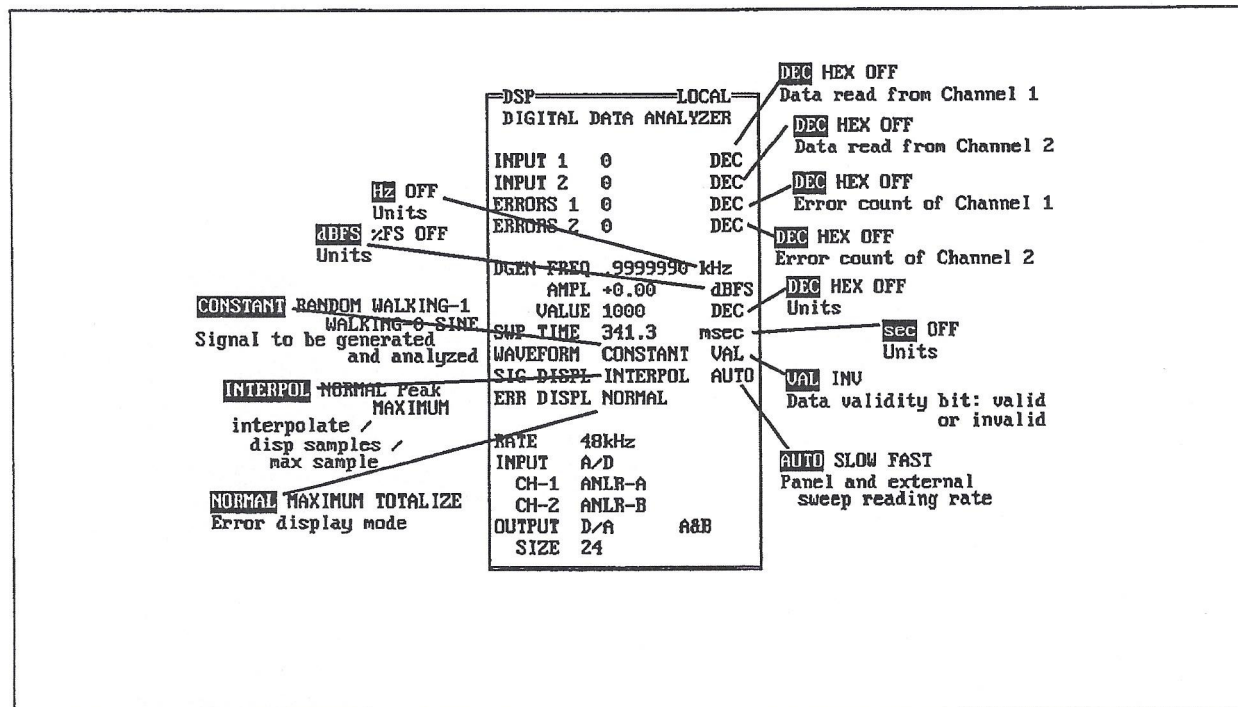 DSP LOCAL
DIGITAL DATA ANALYZER
INPUT 1 0 DEC
INPUT 2 0 DEC
ERRORS 1 0 DEC
ERRORS 2 0 DEC
DGEN FREQ .9999990 kHz
AMPL +0.00 dBFS
VALUE 1000 DEC
SWP TIME 341.3 msec
WAVEFORM CONSTANT VAL
SIG DISPL INTERPOL AUTO
ERR DISPL NORMAL
RATE 48kHz
INPUT A/D
CH-1 ANLR-A
CH-2 ANLR-B
OUTPUT D/A A&B
SIZE 24
Hz OFF
Units
dBFS %FS OFF
Units
CONSTANT RANDOM WALKING-1
WALKING-0 SINE
Signal to be generated
and analyzed
INTERPOL NORMAL Peak
MAXIMUM
interpolate /
disp samples /
max sample
NORMAL MAXIMUM TOTALIZE
Error display mode
DEC HEX OFF
Data read from Channel 1
DEC HEX OFF
Data read from Channel 2
DEC HEX OFF
Error count of Channel 1
DEC HEX OFF
Error count of Channel 2
DEC HEX OFF
Units
sec OFF
Units
VAL INV
Data validity bit: valid
or invalid
AUTO SLOW FAST
Panel and external
sweep reading rate